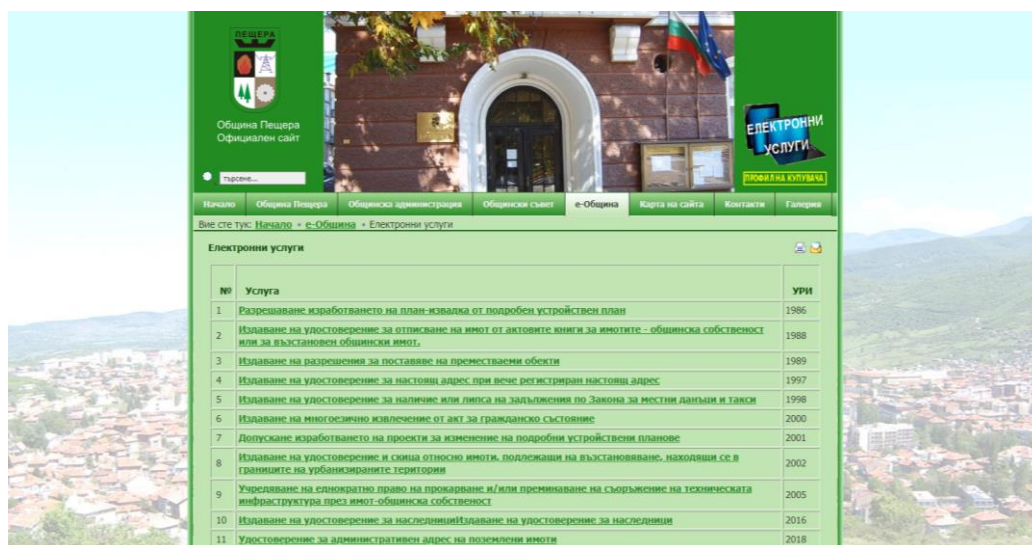 ПЕЩЕРА
Община Пещера
Официален сайт
търсене...
ЕЛЕКТРОННИ
УСЛУГИ
ПРОФИЛ НА КУПУВАЧА
Начало Община Пещера Общинска администрация Общински съвет е-Община Карта на сайта Контакти Галерия
Вие сте тук: Начало е-Община Електронни услуги
Електронни услуги
№ Услуга УРИ
1 Разрешаване изработването на план-извадка от подробен устройствен план 1986
2 Издаване на удостоверение за отписване на имот от актовите книги за имотите - общинска собственост 1988
или за възстановен общински имот.
3 Издаване на разрешения за поставяве на преместваеми обекти 1989
4 Издаване на удостоверение за настоящ адрес при вече регистриран настоящ адрес 1997
5 Издаване на удостоверение за наличие или липса на задължения по Закона за местни данъци и такси 1998
6 Издаване на многоезично извлечение от акт за гражданско състояние 2000
7 Допускане изработването на проекти за изменение на подробни устройствени планове 2001
8 Издаване на удостоверение и скица относно имоти, подлежащи на възстановяване, находящи се в 2002
границите на урбанизираните територии
9 Учредяване на еднократно право на прокарване и/или преминаване на съоръжение на техническата 2005
инфраструктура през имот-общинска собственост
10 Издаване на удостоверение за наследнициИздаване на удостоверение за наследници 2016
11 Удостоверение за административен адрес на поземлени имоти 2018